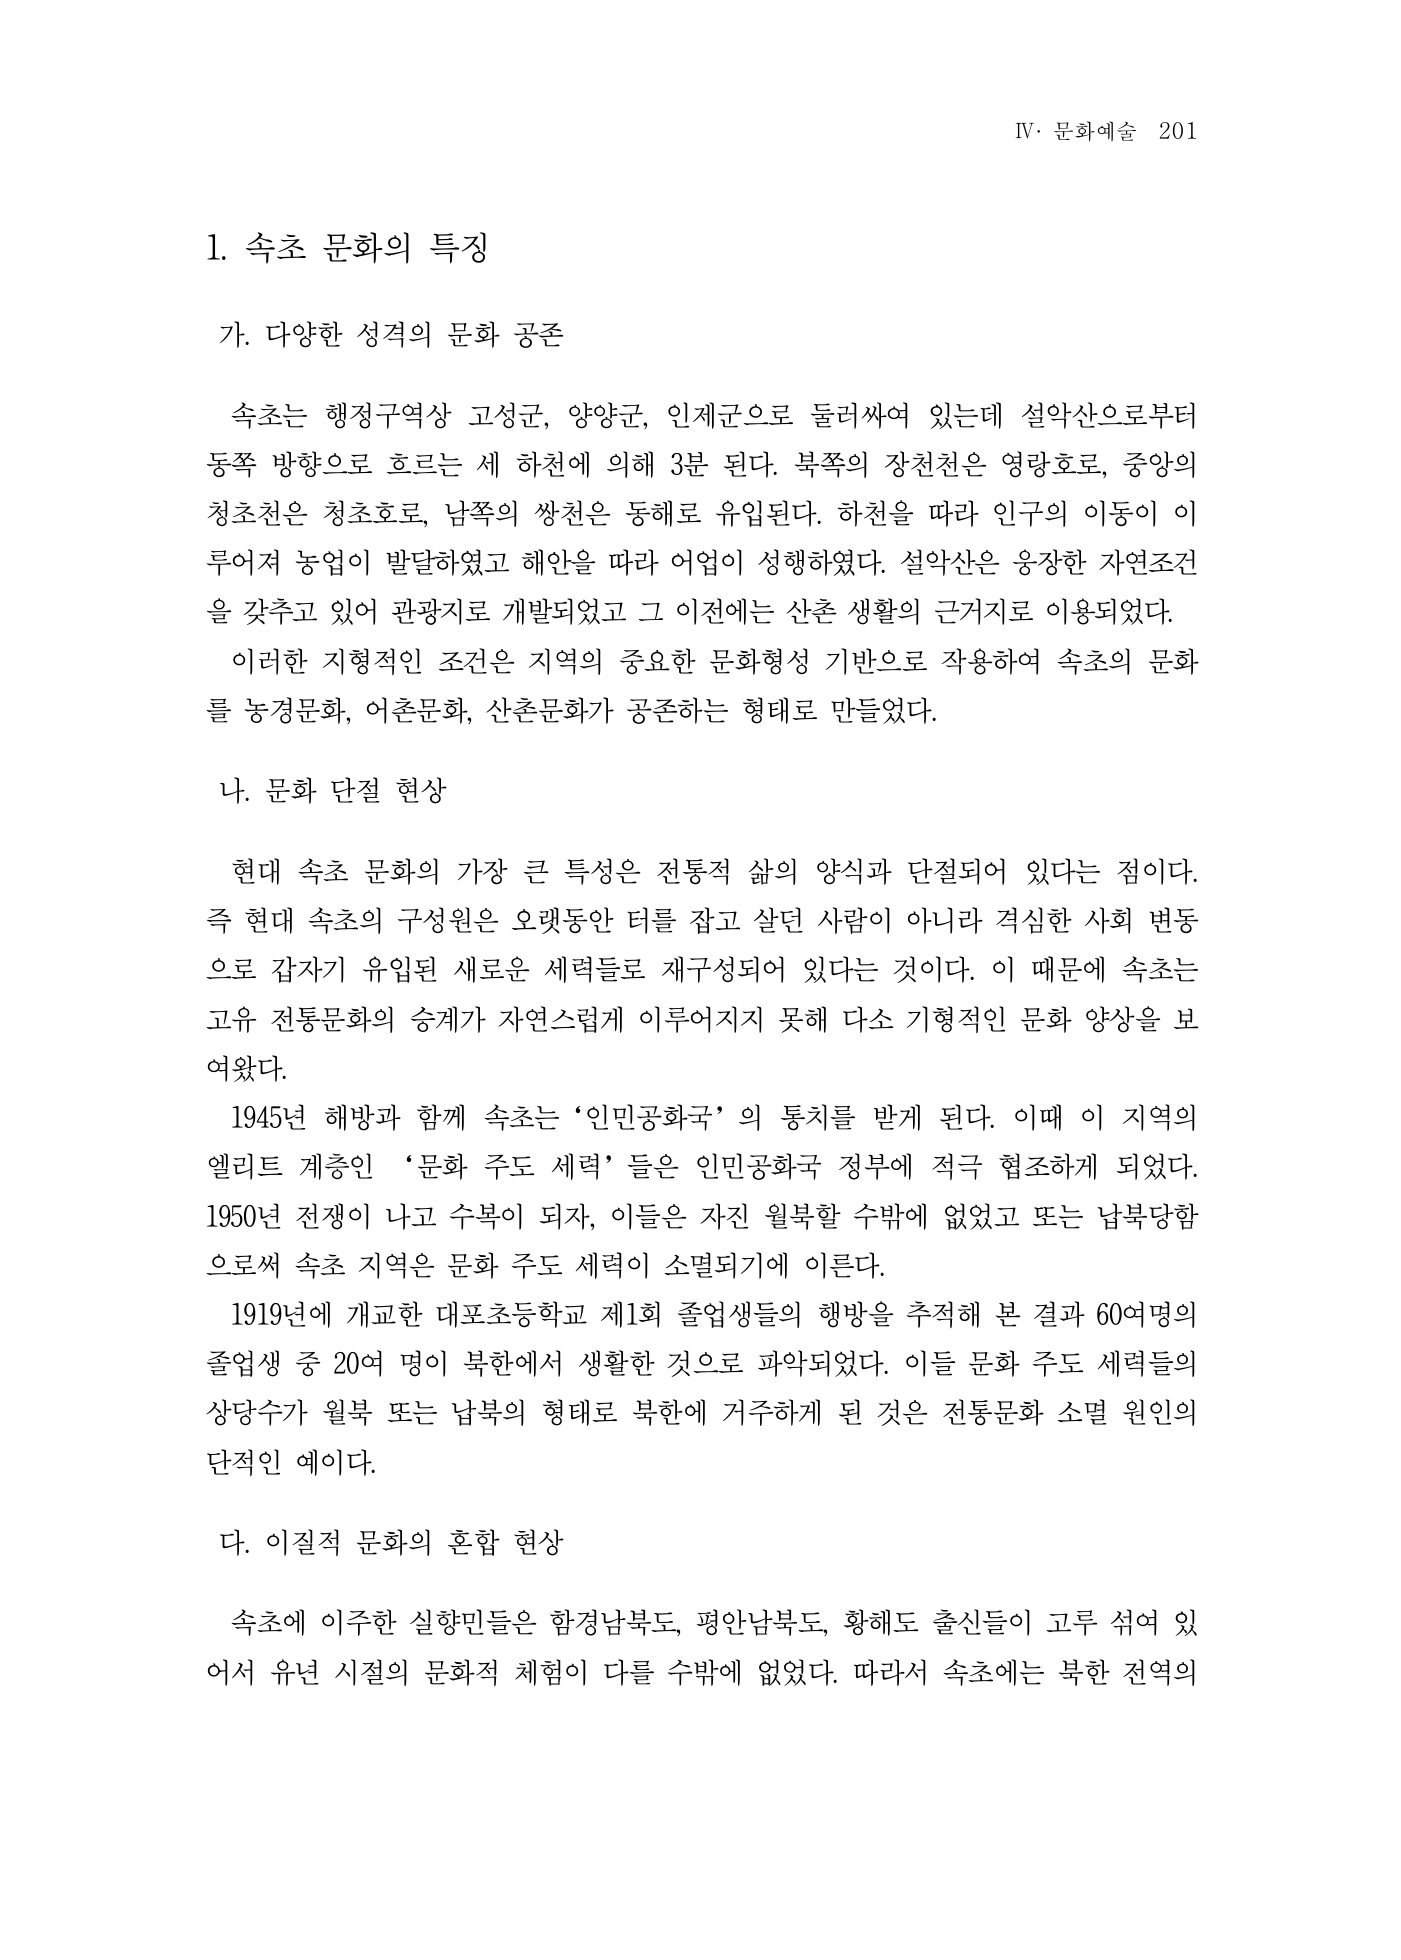 Ⅳ· 문화예술 201
1. 속초 문화의 특징
가. 다양한 성격의 문화 공존
속초는 행정구역상 고성군, 양양군, 인제군으로 둘러싸여 있는데 설악산으로부터
동쪽 방향으로 흐르는 세 하천에 의해 3분 된다. 북쪽의 장천천은 영랑호로, 중앙의
청초천은 청초호로, 남쪽의 쌍천은 동해로 유입된다. 하천을 따라 인구의 이동이 이
루어져 농업이 발달하였고 해안을 따라 어업이 성행하였다. 설악산은 웅장한 자연조건
을 갖추고 있어 관광지로 개발되었고 그 이전에는 산촌 생활의 근거지로 이용되었다.
이러한 지형적인 조건은 지역의 중요한 문화형성 기반으로 작용하여 속초의 문화
를 농경문화, 어촌문화, 산촌문화가 공존하는 형태로 만들었다.
나. 문화 단절 현상
현대 속초 문화의 가장 큰 특성은 전통적 삶의 양식과 단절되어 있다는 점이다.
즉 현대 속초의 구성원은 오랫동안 터를 잡고 살던 사람이 아니라 격심한 사회 변동
으로 갑자기 유입된 새로운 세력들로 재구성되어 있다는 것이다. 이 때문에 속초는
고유 전통문화의 승계가 자연스럽게 이루어지지 못해 다소 기형적인 문화 양상을 보
여왔다.
1945년 해방과 함께 속초는 ‘인민공화국’의 통치를 받게 된다. 이때 이 지역의
엘리트 계층인 ‘문화 주도 세력’들은 인민공화국 정부에 적극 협조하게 되었다.
1950년 전쟁이 나고 수복이 되자, 이들은 자진 월북할 수밖에 없었고 또는 납북당함
으로써 속초 지역은 문화 주도 세력이 소멸되기에 이른다.
1919년에 개교한 대포초등학교 제1회 졸업생들의 행방을 추적해 본 결과 60여명의
졸업생 중 20여 명이 북한에서 생활한 것으로 파악되었다. 이들 문화 주도 세력들의
상당수가 월북 또는 납북의 형태로 북한에 거주하게 된 것은 전통문화 소멸 원인의
단적인 예이다.
다. 이질적 문화의 혼합 현상
속초에 이주한 실향민들은 함경남북도, 평안남북도, 황해도 출신들이 고루 섞여 있
어서 유년 시절의 문화적 체험이 다를 수밖에 없었다. 따라서 속초에는 북한 전역의